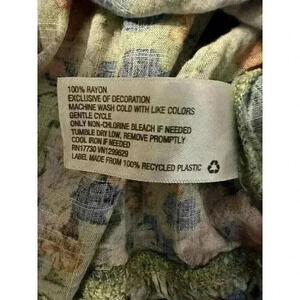 100% RAYON
EXCLUSIVE OF DECORATION
MACHINE WASH COLD WITH LIKE COLORS
GENTLE CYCLE
ONLY NON-CHLORINE BLEACH IF NEEDED
TUMBLE DRY LOW, REMOVE PROMPTLY
COOL IRON IF NEEDED
RN17730 VN1299629
LABEL MADE FROM 100% RECYCLED PLASTIC